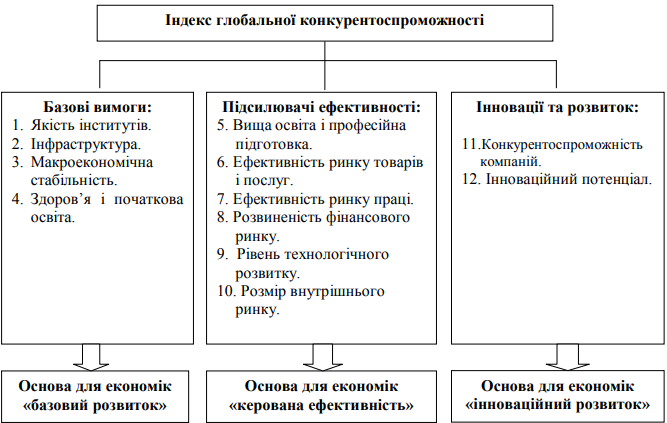 Індекс глобальної конкурентоспроможності
Базові вимоги:
1. Якість інститутів.
2. Інфраструктура.
3. Макроекономічна
стабільність.
4. Здоров’я і початкова
освіта.
Підсилювачі ефективності:
5. Вища освіта і професійна
підготовка.
6. Ефективність ринку товарів
і послуг.
7. Ефективність ринку праці.
8. Розвиненість фінансового
ринку.
9. Рівень технологічного
розвитку.
10. Розмір внутрішнього
ринку.
Інновації та розвиток:
11.Конкурентоспроможність
компаній.
12. Інноваційний потенціал.
Основа для економік
«базовий розвиток»
Основа для економік
«керована ефективність»
Основа для економік
«інноваційний розвиток»